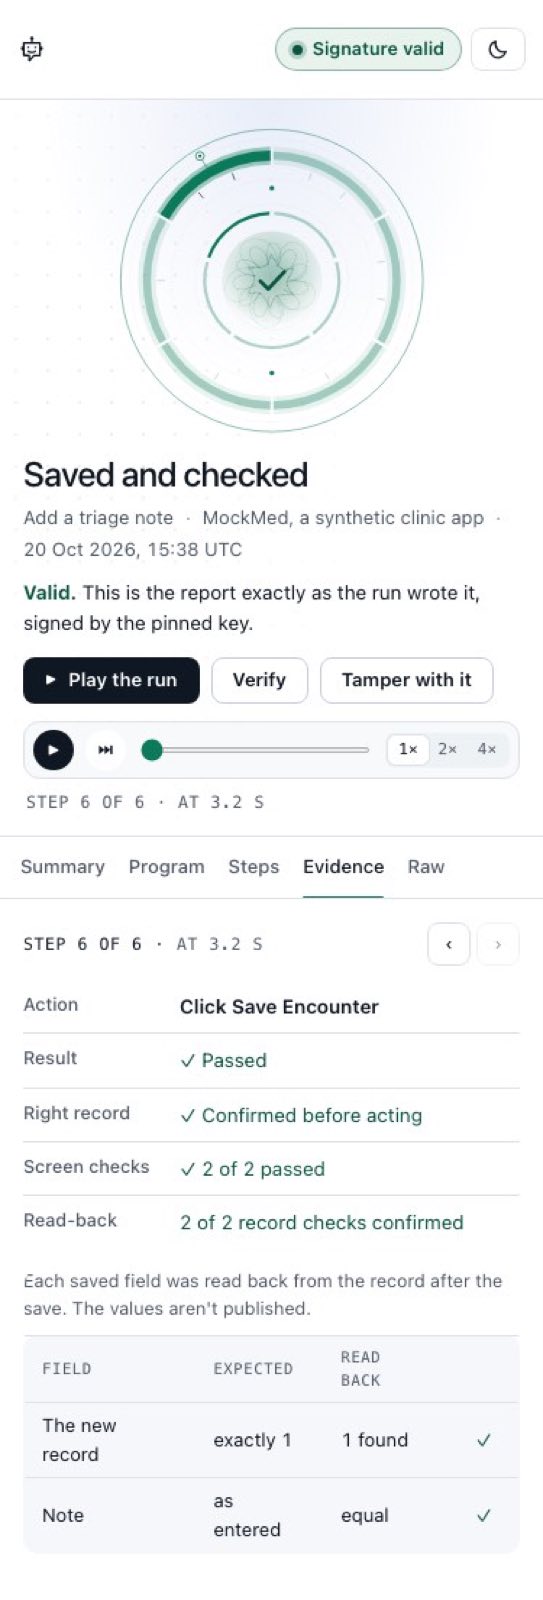 Signature valid
Saved and checked
Add a triage note · MockMed, a synthetic clinic app ·
20 Oct 2026, 15:38 UTC
Valid. This is the report exactly as the run wrote it,
signed by the pinned key.
Play the run
Verify
Tamper with it
1×
2×
4×
STEP 6 OF 6 · AT 3.2 S
Summary
Program
Steps
Evidence
Raw
STEP 6 OF 6 · AT 3.2 S
Action
Click Save Encounter
Result
✓ Passed
Right record
✓ Confirmed before acting
Screen checks
✓ 2 of 2 passed
Read-back
2 of 2 record checks confirmed
Each saved field was read back from the record after the
save. The values aren't published.
FIELD
EXPECTED
READ
BACK
The new
record
exactly 1
1 found
✓
Note
as
entered
equal
✓